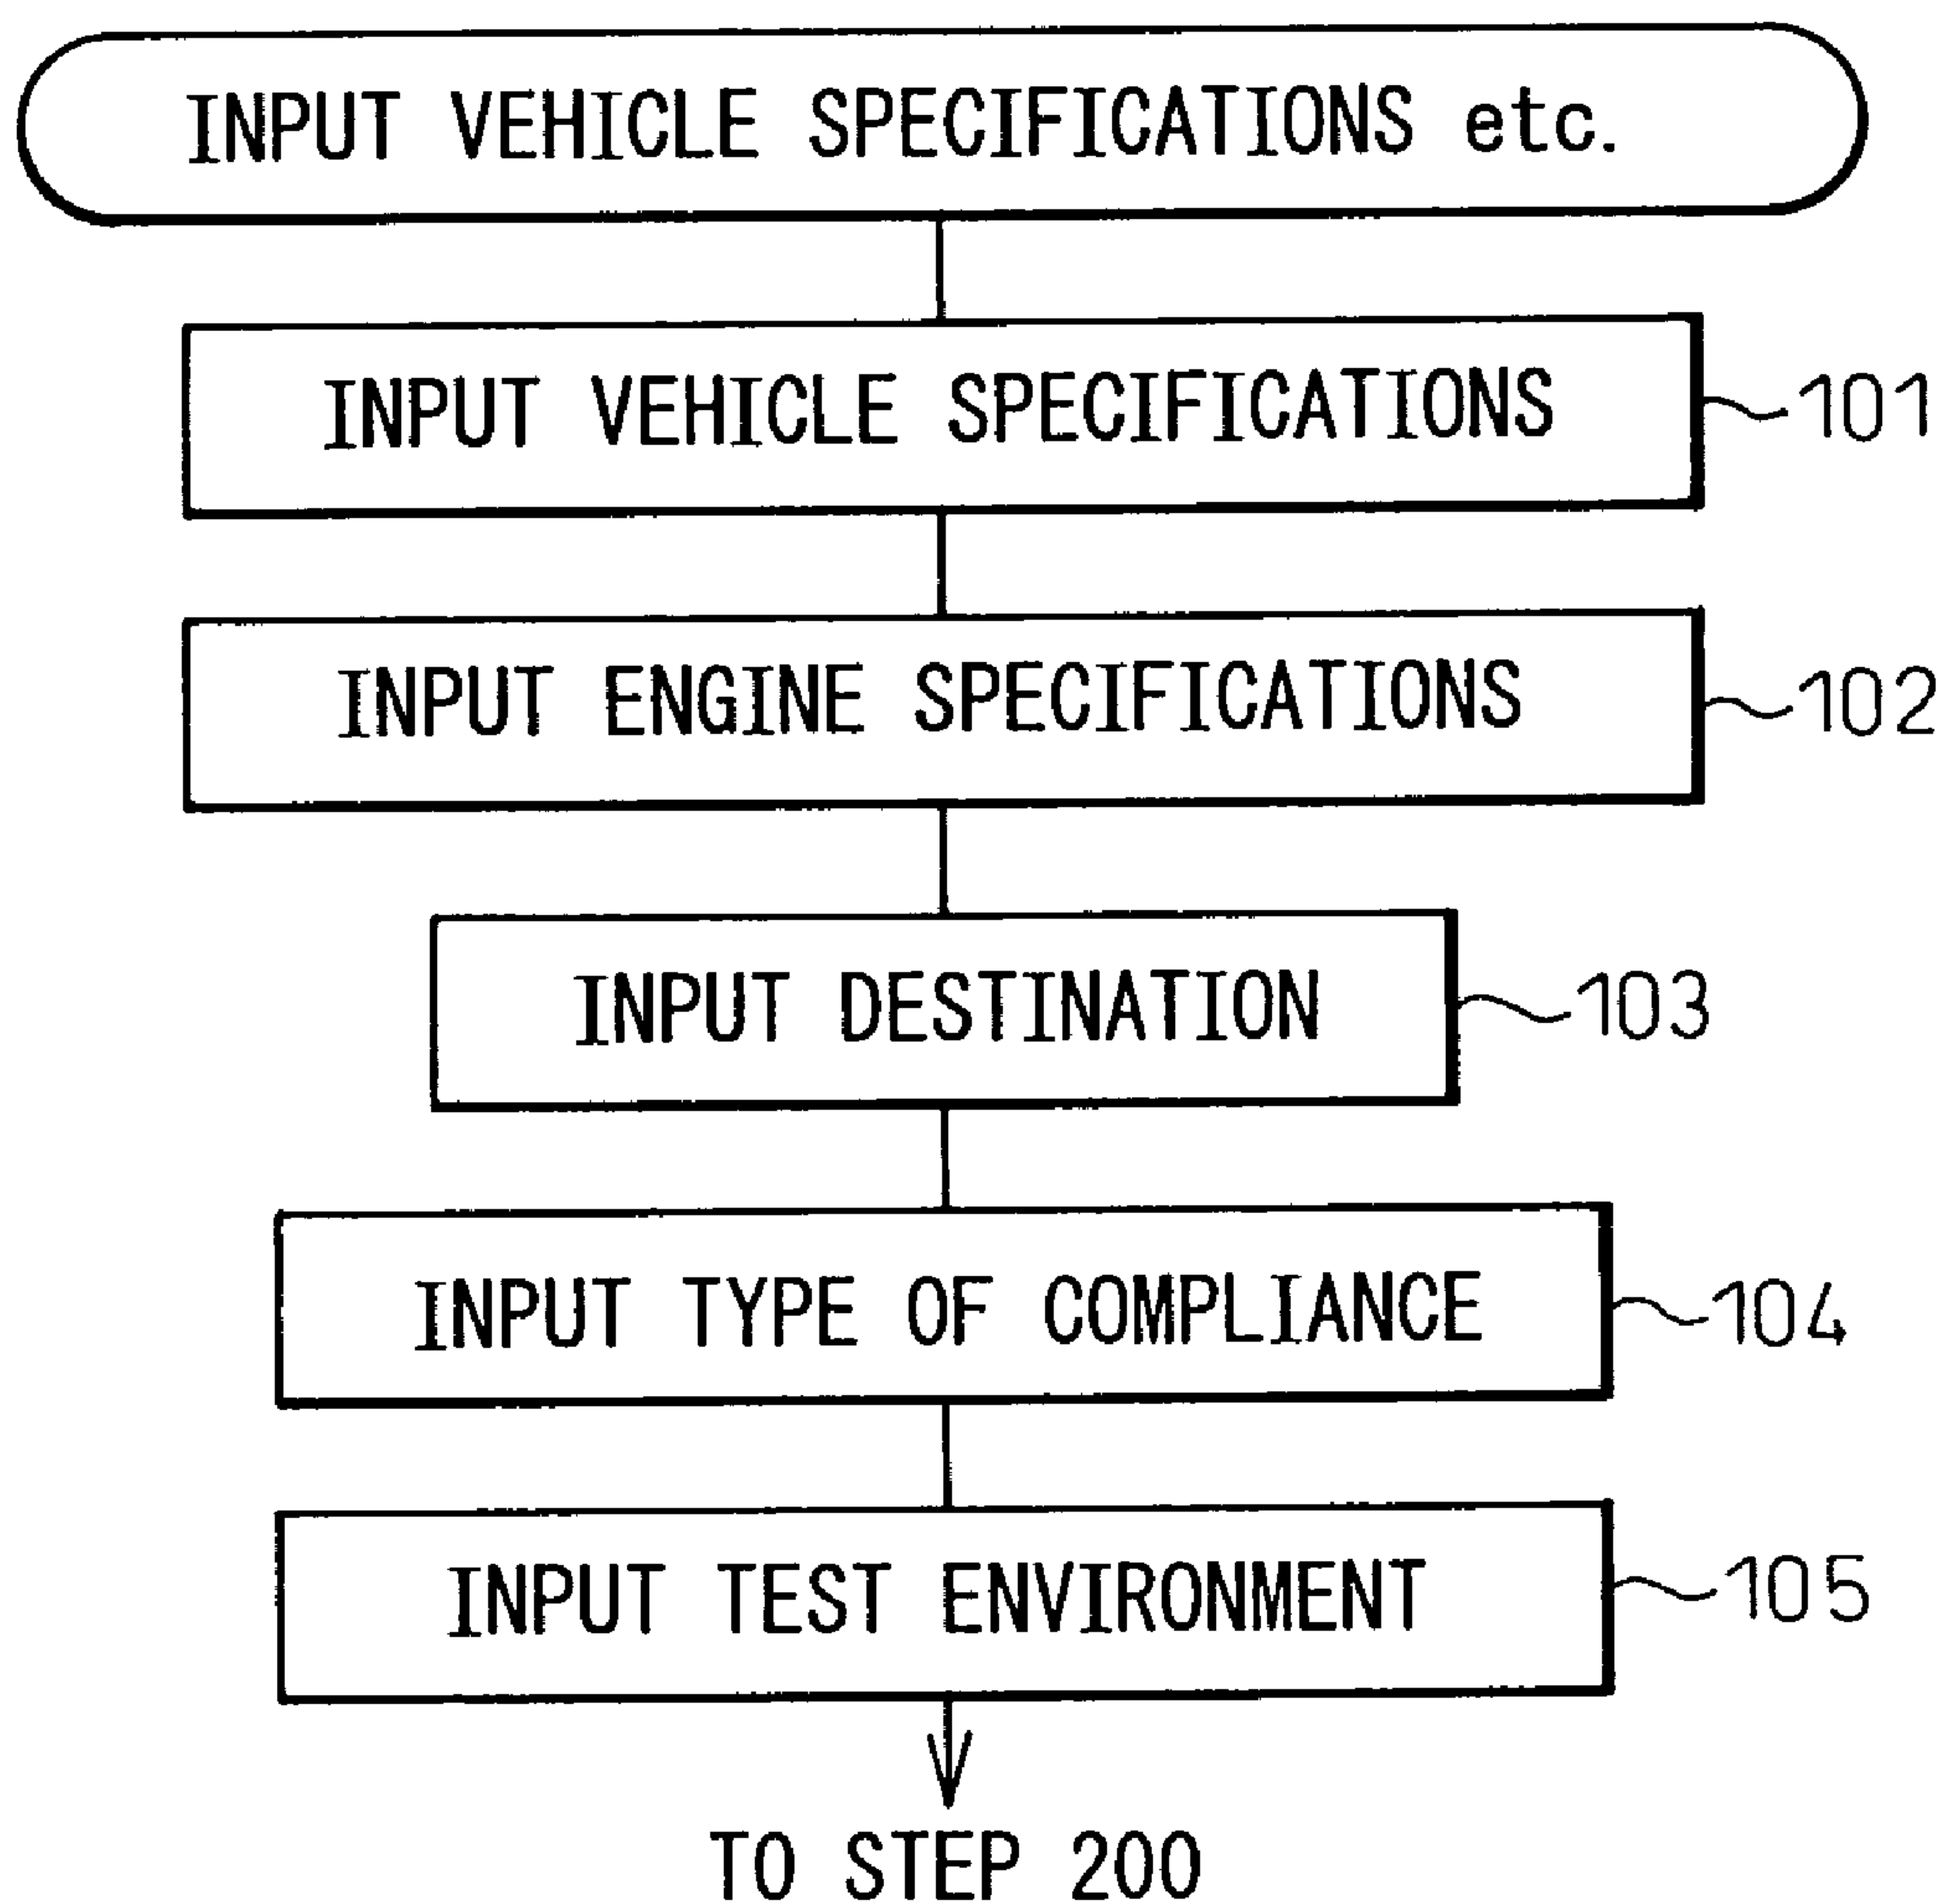 INPUT VEHICLE SPECIFICATIONS etc.
INPUT VEHICLE SPECIFICATIONS 101
INPUT ENGINE SPECIFICATIONS 102
INPUT DESTINATION 103
INPUT TYPE OF COMPLIANCE 104
INPUT TEST ENVIRONMENT 105
TO STEP 200